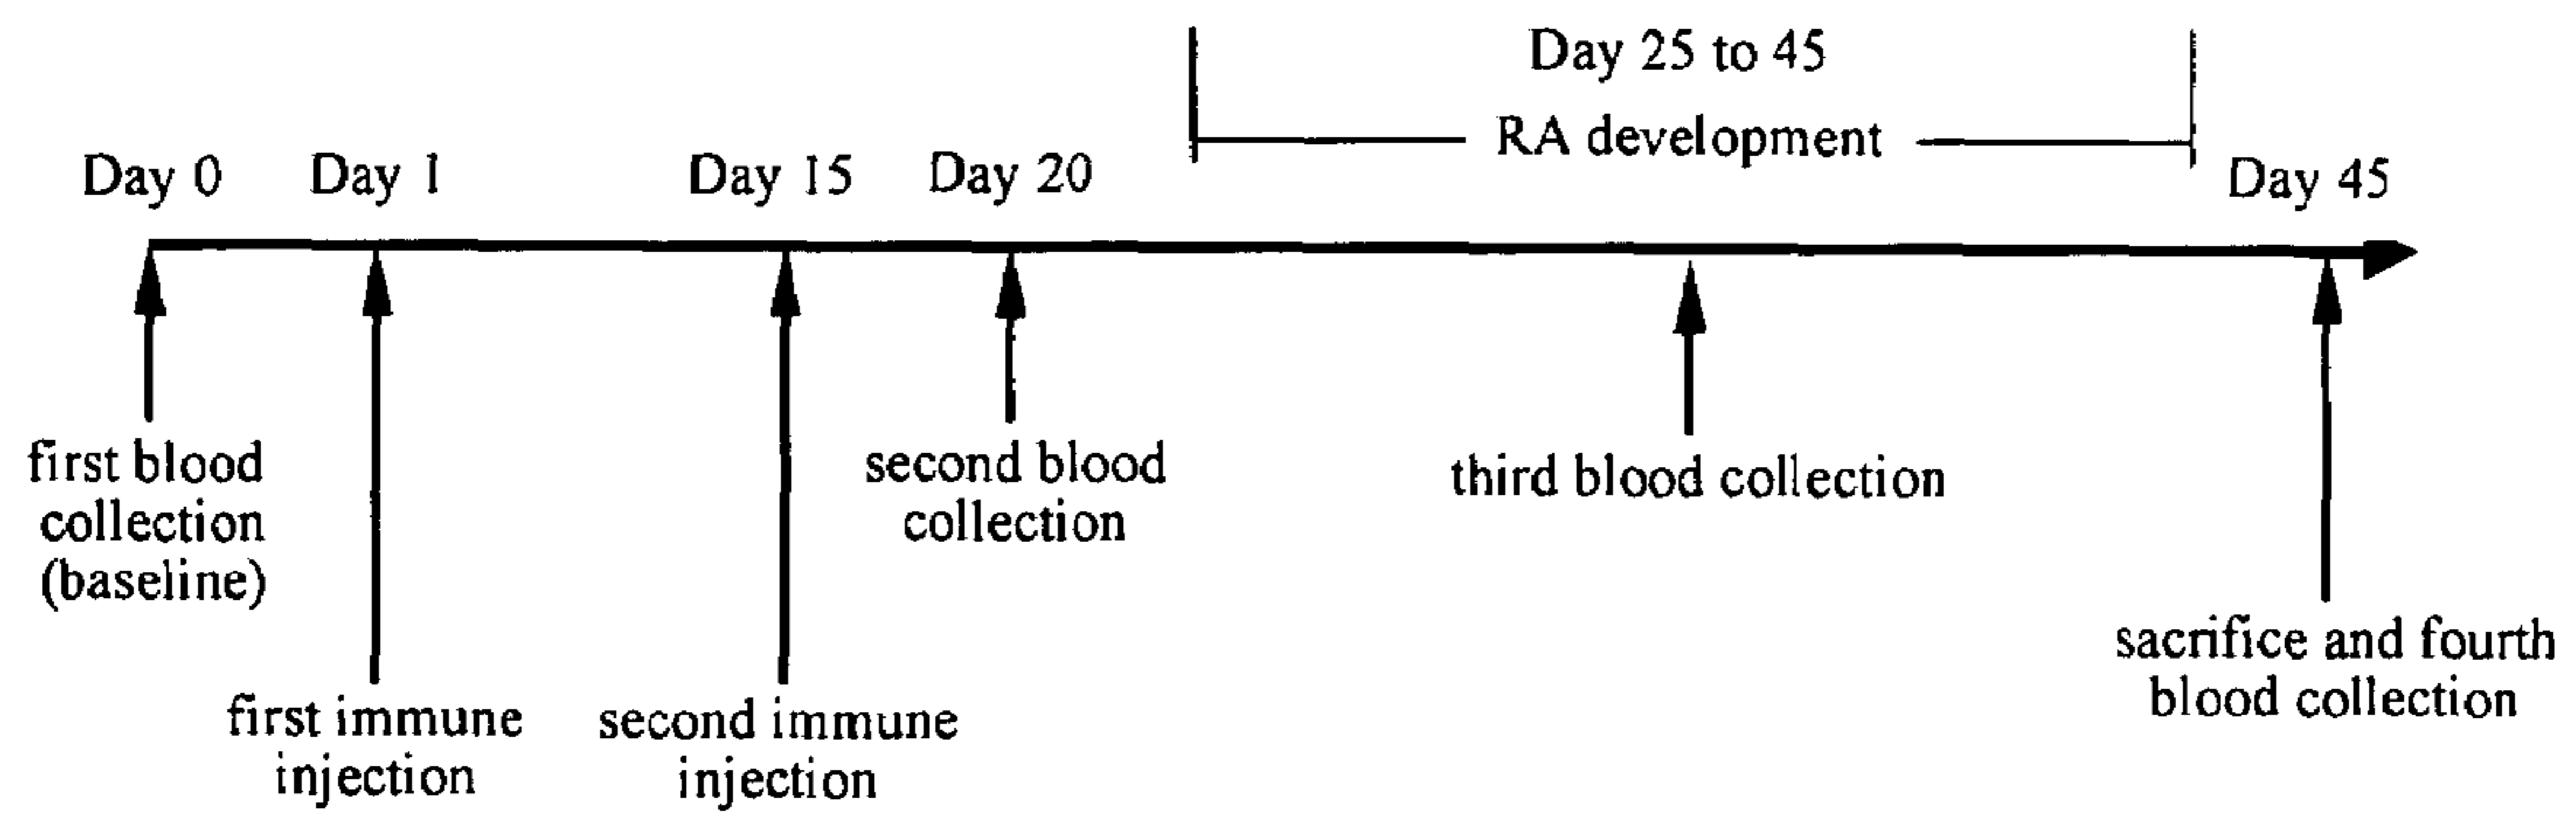 Day 25 to 45
RA development
Day 0
Day 1
Day 15
Day 20
Day 45
first blood
collection
(baseline)
second blood
collection
third blood collection
sacrifice and fourth
blood collection
first immune
injection
second immune
injection